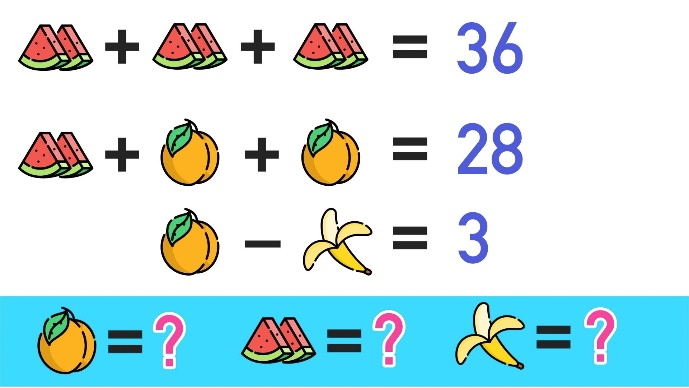 + + = 36
+ + = 28
- = 3
= ? = ? = ?